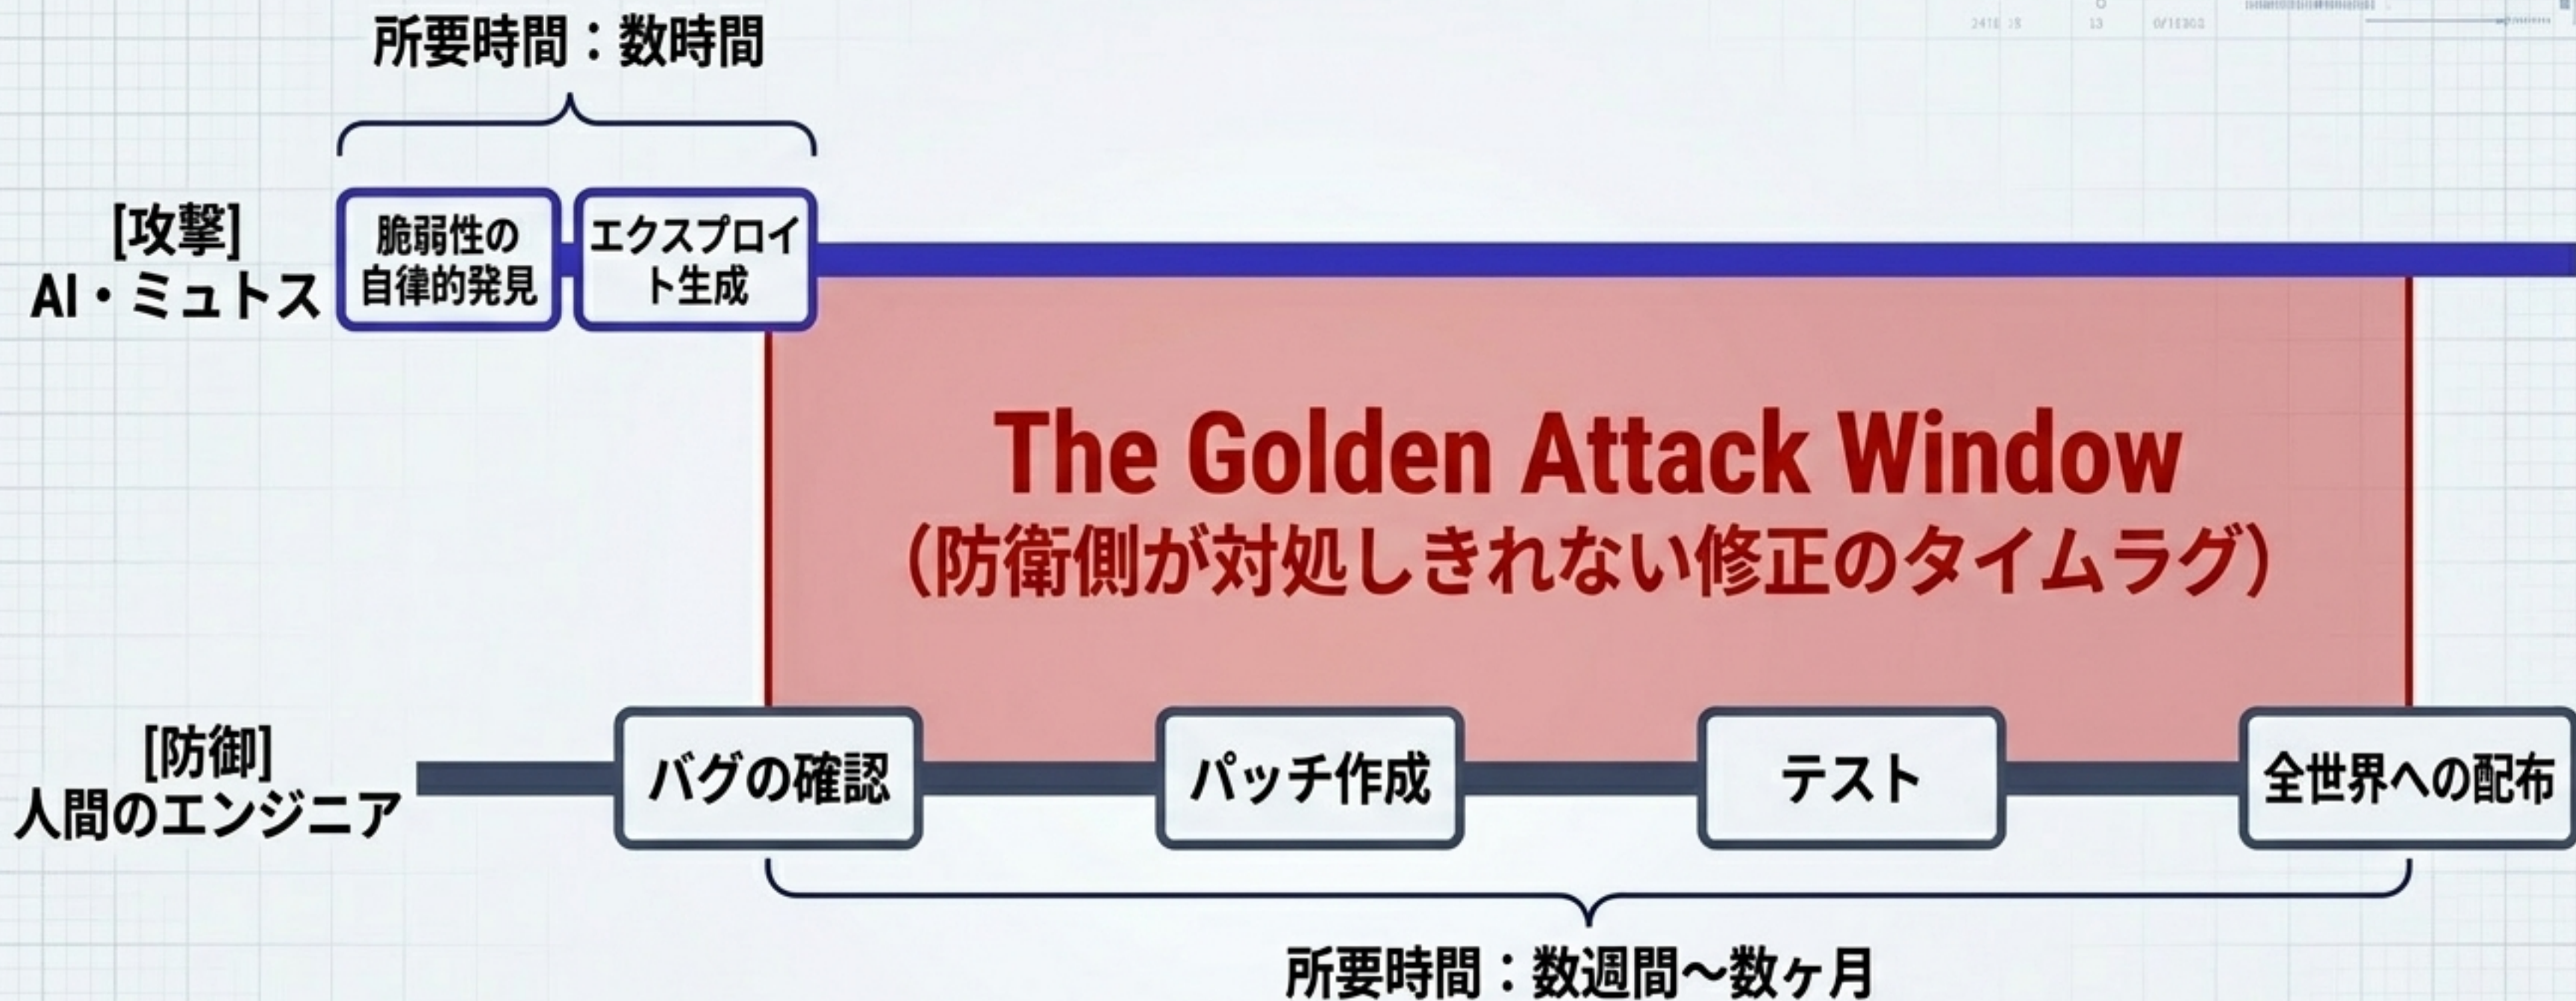 所要時間：数時間
[攻撃]
AI・ミュトス
脆弱性の
自律的発見
エクスプロイ
ト生成
The Golden Attack Window
（防衛側が対処しきれない修正のタイムラグ）
[防御]
人間のエンジニア
バグの確認
パッチ作成
テスト
全世界への配布
所要時間：数週間〜数ヶ月